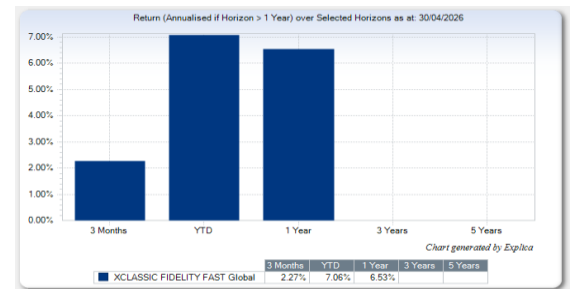 Return (Annualised if Horizon > 1 Year) over Selected Horizons as at: 30/04/2026
7.00%
6.00%
5.00%
4.00%
3.00%
2.00%
1.00%
0.00%
3 Months YTD 1 Year 3 Years 5 Years
Chart generated by Explica
3 Months YTD 1 Year 3 Years 5 Years
XCLASSIC FIDELITY FAST Global 2.27% 7.06% 6.53%